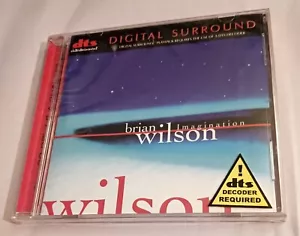 dts
DIGITAL SURROUND
brian
Imagination
wilson
wilson
!
dts
DECODER
REQUIRED